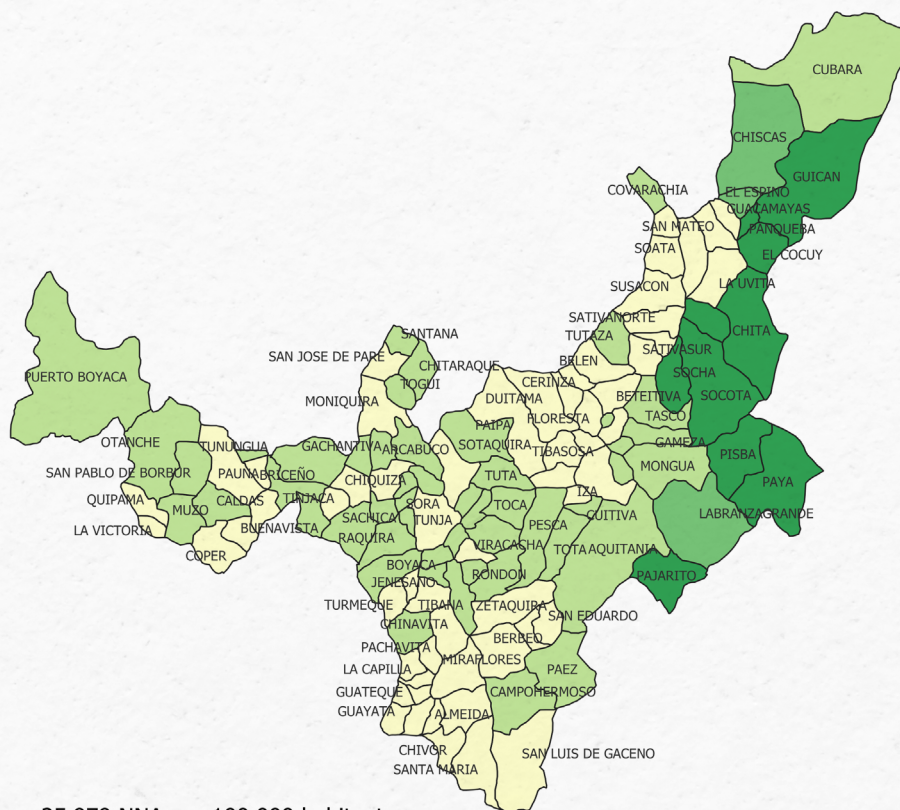 CUBARA
CHISCAS
GUICAN
COVARACHIA
EL ESPINO
GUACAMAYAS
SAN MATEO
PANQUEBA
SOATA
EL COCUY
SUSACON
LA UVITA
SATIVANORTE
SANTANA
TUTAZA
CHITA
SATIVASUR
SAN JOSE DE PARE
CHITARAQUE
BELEN
SOCHA
PUERTO BOYACA
TOGUI
CERINZA
MONIQUIRA
DUITAMA
BETEITIVA
SOCOTA
FLORESTA
TASCO
PAIPA
OTANCHE
TUNUNGUA
GACHANTIVA
ARCABUCO
SOTAQUIRA
TIBASOSA
GAMEZA
PISBA
SAN PABLO DE BORBUR
PAUNA
BRICEÑO
CHIQUIZA
TUTA
MONGUA
PAYA
QUIPAMA
CALDAS
TINJACA
SORA
TOCA
IZA
MUZO
SACHICA
TUNJA
CUITIVA
LABRANZAGRANDE
LA VICTORIA
BUENAVISTA
RAQUIRA
PESCA
VIRACACHA
TOTA
AQUITANIA
COPER
BOYACA
JENESANO
RONDON
PAJARITO
TURMEQUE
TIBANA
ZETAQUIRA
SAN EDUARDO
CHINAVITA
BERBEO
PACHAVITA
MIRAFLORES
LA CAPILLA
PAEZ
GUATEQUE
CAMPOHERMOSO
GUAYATA
ALMEIDA
CHIVOR
SAN LUIS DE GACENO
SANTA MARIA